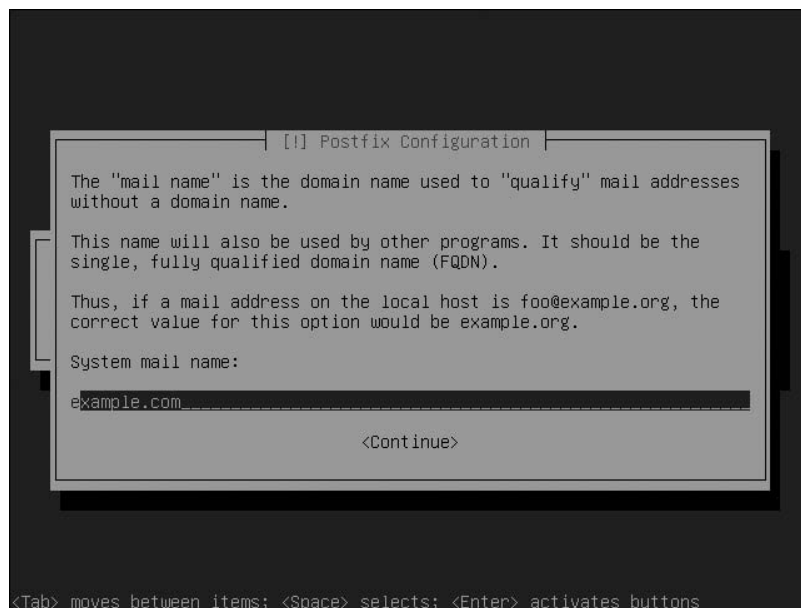 [!] Postfix Configuration
The "mail name" is the domain name used to "qualify" mail addresses
without a domain name.
This name will also be used by other programs. It should be the
single, fully qualified domain name (FQDN).
Thus, if a mail address on the local host is foo@example.org, the
correct value for this option would be example.org.
System mail name:
example.com
<Continue>
<Tab> moves between items; <Space> selects; <Enter> activates buttons